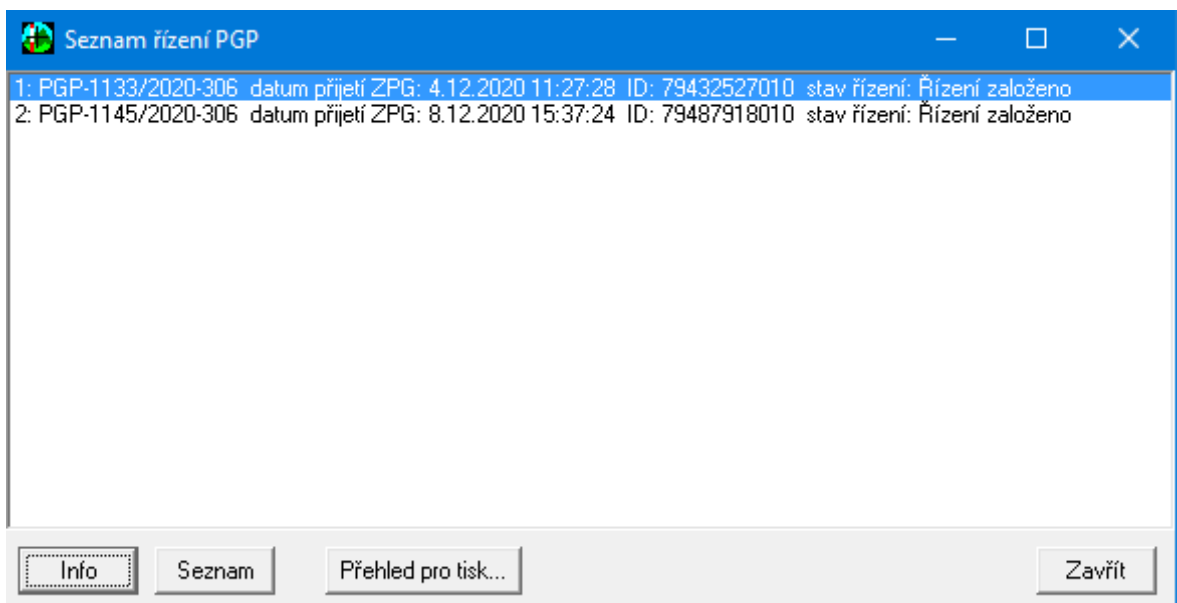 Seznam řízení PGP
1: PGP-1133/2020-306 datum přijetí ZPG: 4.12.2020 11:27:28 ID: 79432527010 stav řízení: Řízení založeno
2: PGP-1145/2020-306 datum přijetí ZPG: 8.12.2020 15:37:24 ID: 79487918010 stav řízení: Řízení založeno
Info Seznam Přehled pro tisk... Zavřít